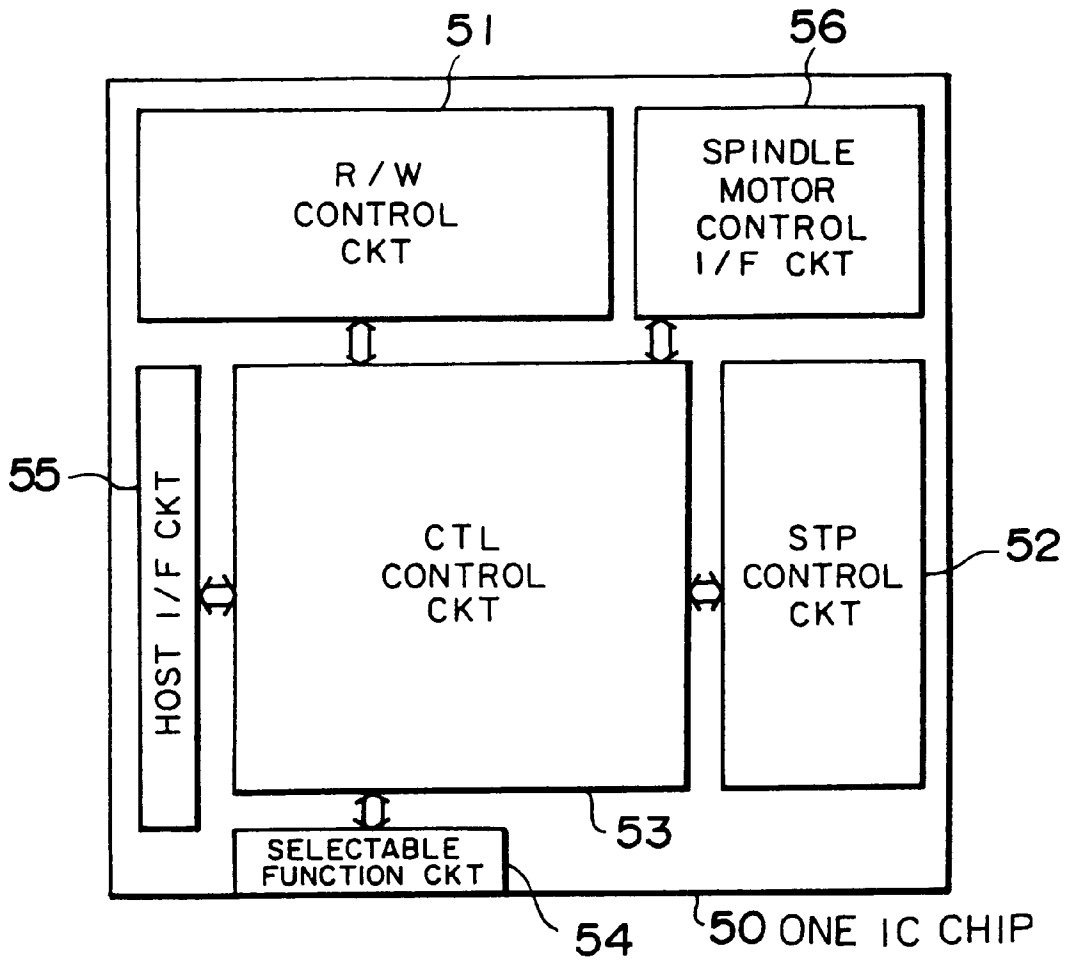 51
56
R/W
CONTROL
CKT
SPINDLE
MOTOR
CONTROL
I/F CKT
55
HOST I/F CKT
CTL
CONTROL
CKT
STP
CONTROL
CKT
52
53
SELECTABLE
FUNCTION CKT
54
50 ONE IC CHIP